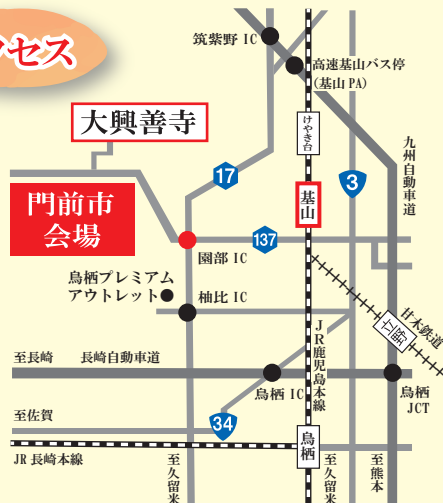 クセス
筑紫野 IC
高速基山バス停
(基山 PA)
けやき台
大興善寺
九州自動車道
17
3
基山
門前市
会場
137
園部 IC
鳥栖プレミアム
アウトレット
柚比 IC
甘木鉄道
立野
JR鹿児島本線
至長崎
長崎自動車道
鳥栖 IC
鳥栖
JCT
至佐賀
34
鳥栖
JR 長崎本線
至久留米
至久留米
至熊本